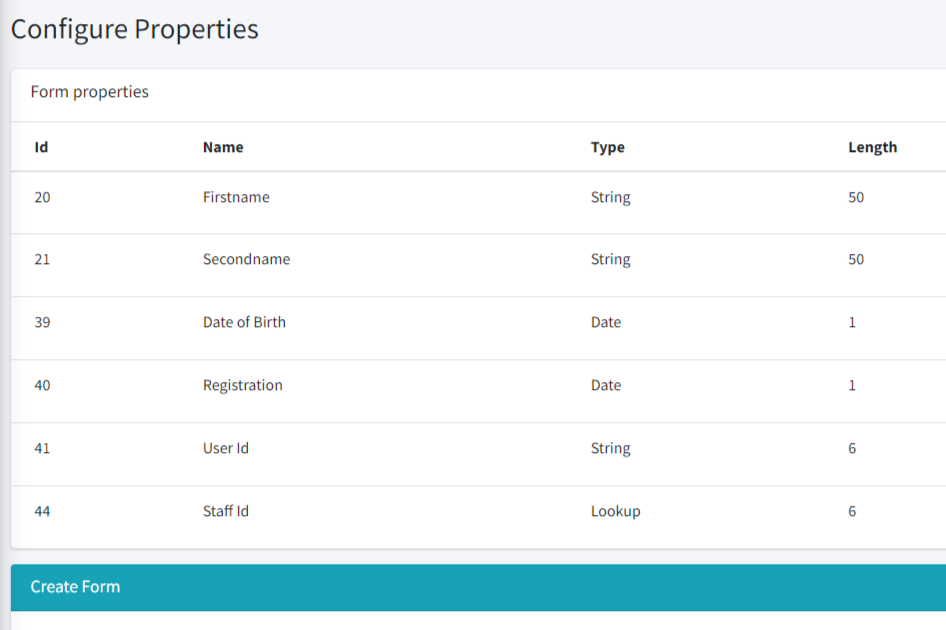 Configure Properties
Form properties
Id Name Type Length
20 Firstname String 50
21 Secondname String 50
39 Date of Birth Date 1
40 Registration Date 1
41 User Id String 6
44 Staff Id Lookup 6
Create Form